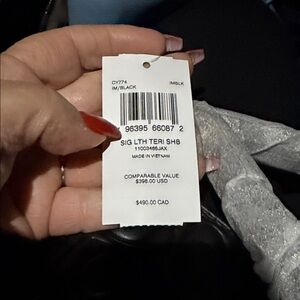 CY774 IMBLK
IM/BLACK
96395 66087 2
SIG LTH TERI SHB
11003466JAX
MADE IN VIETNAM
COMPARABLE VALUE
$398.00 USD
$490.00 CAD